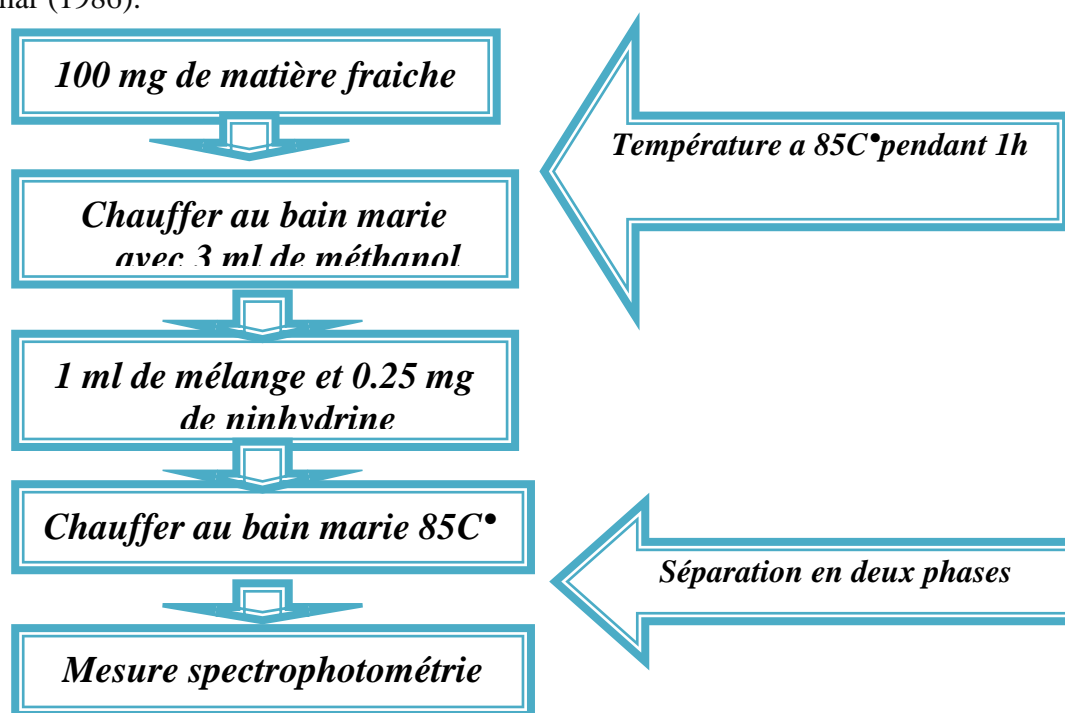 (1986).
100 mg de matière fraiche
Température a 85C•pendant 1h
Chauffer au bain marie
avec 3 ml de méthanol
1 ml de mélange et 0.25 mg
de ninhydrine
Chauffer au bain marie 85C•
Séparation en deux phases
Mesure spectrophotométrie